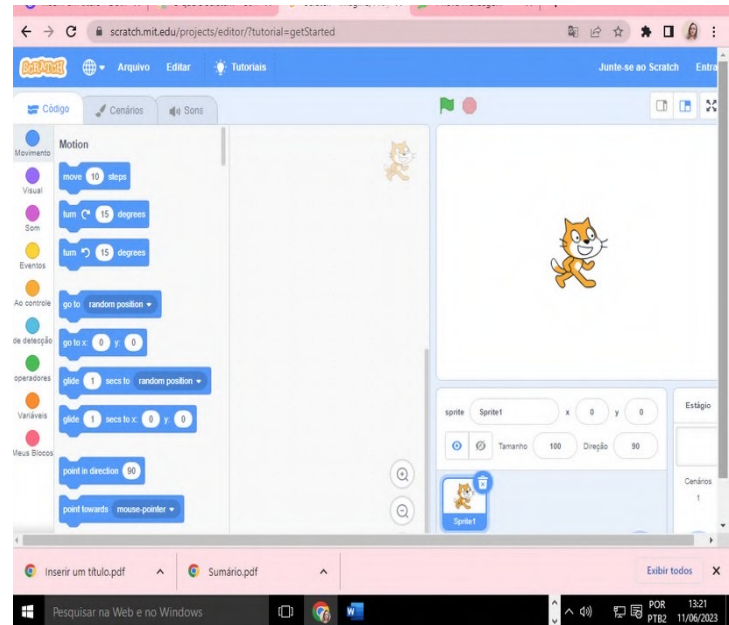 scratch.mit.edu/projects/editor/?tutorial=getStarted
SCRATCH Arquivo Editar Tutoriais Junte-se ao Scratch Entra
Código Cenários Sons
Movimento
Visual
Som
Eventos
Ao controle
de detecção
operadores
Variáveis
Meus Blocos
Motion
move 10 steps
turn 15 degrees
turn 15 degrees
go to random position
go to x: 0 y: 0
glide 1 secs to random position
glide 1 secs to x: 0 y: 0
point in direction 90
point towards mouse-pointer
sprite Sprite1 x 0 y 0
Tamanho 100 Direção 90
Sprite1
Estágio
Cenários
1
Inserir um título.pdf Sumário.pdf Exibir todos X
Pesquisar na Web e no Windows
POR 13:21
PTB2 11/06/2023